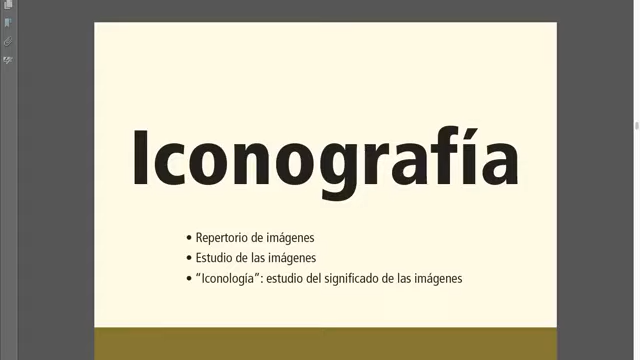 Iconografía
• Repertorio de imágenes
• Estudio de las imágenes
• “Iconología”: estudio del significado de las imágenes